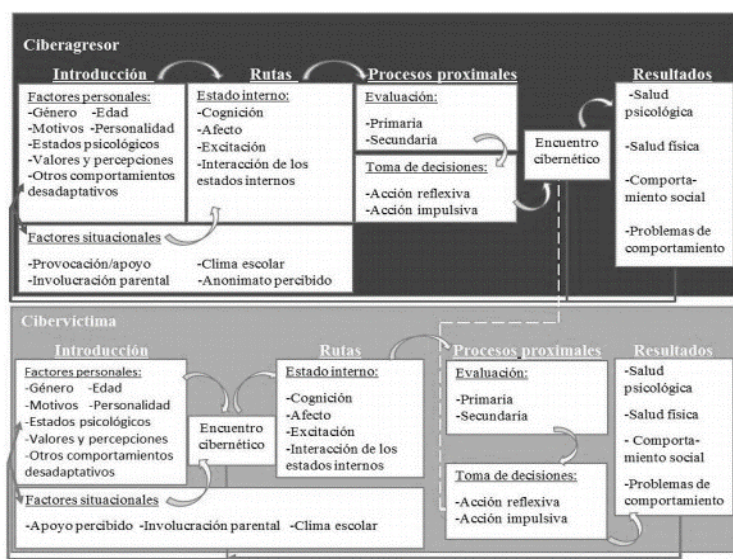 Ciberagresor
Introducción
Factores personales:
-Género -Edad
-Motivos -Personalidad
-Estados psicológicos
-Valores y percepciones
-Otros comportamientos
desadaptativos
Factores situacionales
-Provocación/apoyo -Clima escolar
-Involucración parental -Anonimato percibido
Rutas
Estado interno:
-Cognición
-Afecto
-Excitación
-Interacción de los
estados internos
Procesos proximales
Evaluación:
-Primaria
-Secundaria
Toma de decisiones:
-Acción reflexiva
-Acción impulsiva
Encuentro
cibernético
Resultados
-Salud
psicológica
-Salud física
-Comporta-
miento social
-Problemas de
comportamiento
Cibervíctima
Introducción
Factores personales:
-Género -Edad
-Motivos -Personalidad
-Estados psicológicos
-Valores y percepciones
-Otros comportamientos
desadaptativos
Factores situacionales
-Apoyo percibido -Involucración parental -Clima escolar
Encuentro
cibernético
Rutas
Estado interno:
-Cognición
-Afecto
-Excitación
-Interacción de los
estados internos
Procesos proximales
Evaluación:
-Primaria
-Secundaria
Toma de decisiones:
-Acción reflexiva
-Acción impulsiva
Resultados
-Salud
psicológica
-Salud física
- Comporta-
miento social
-Problemas de
comportamiento